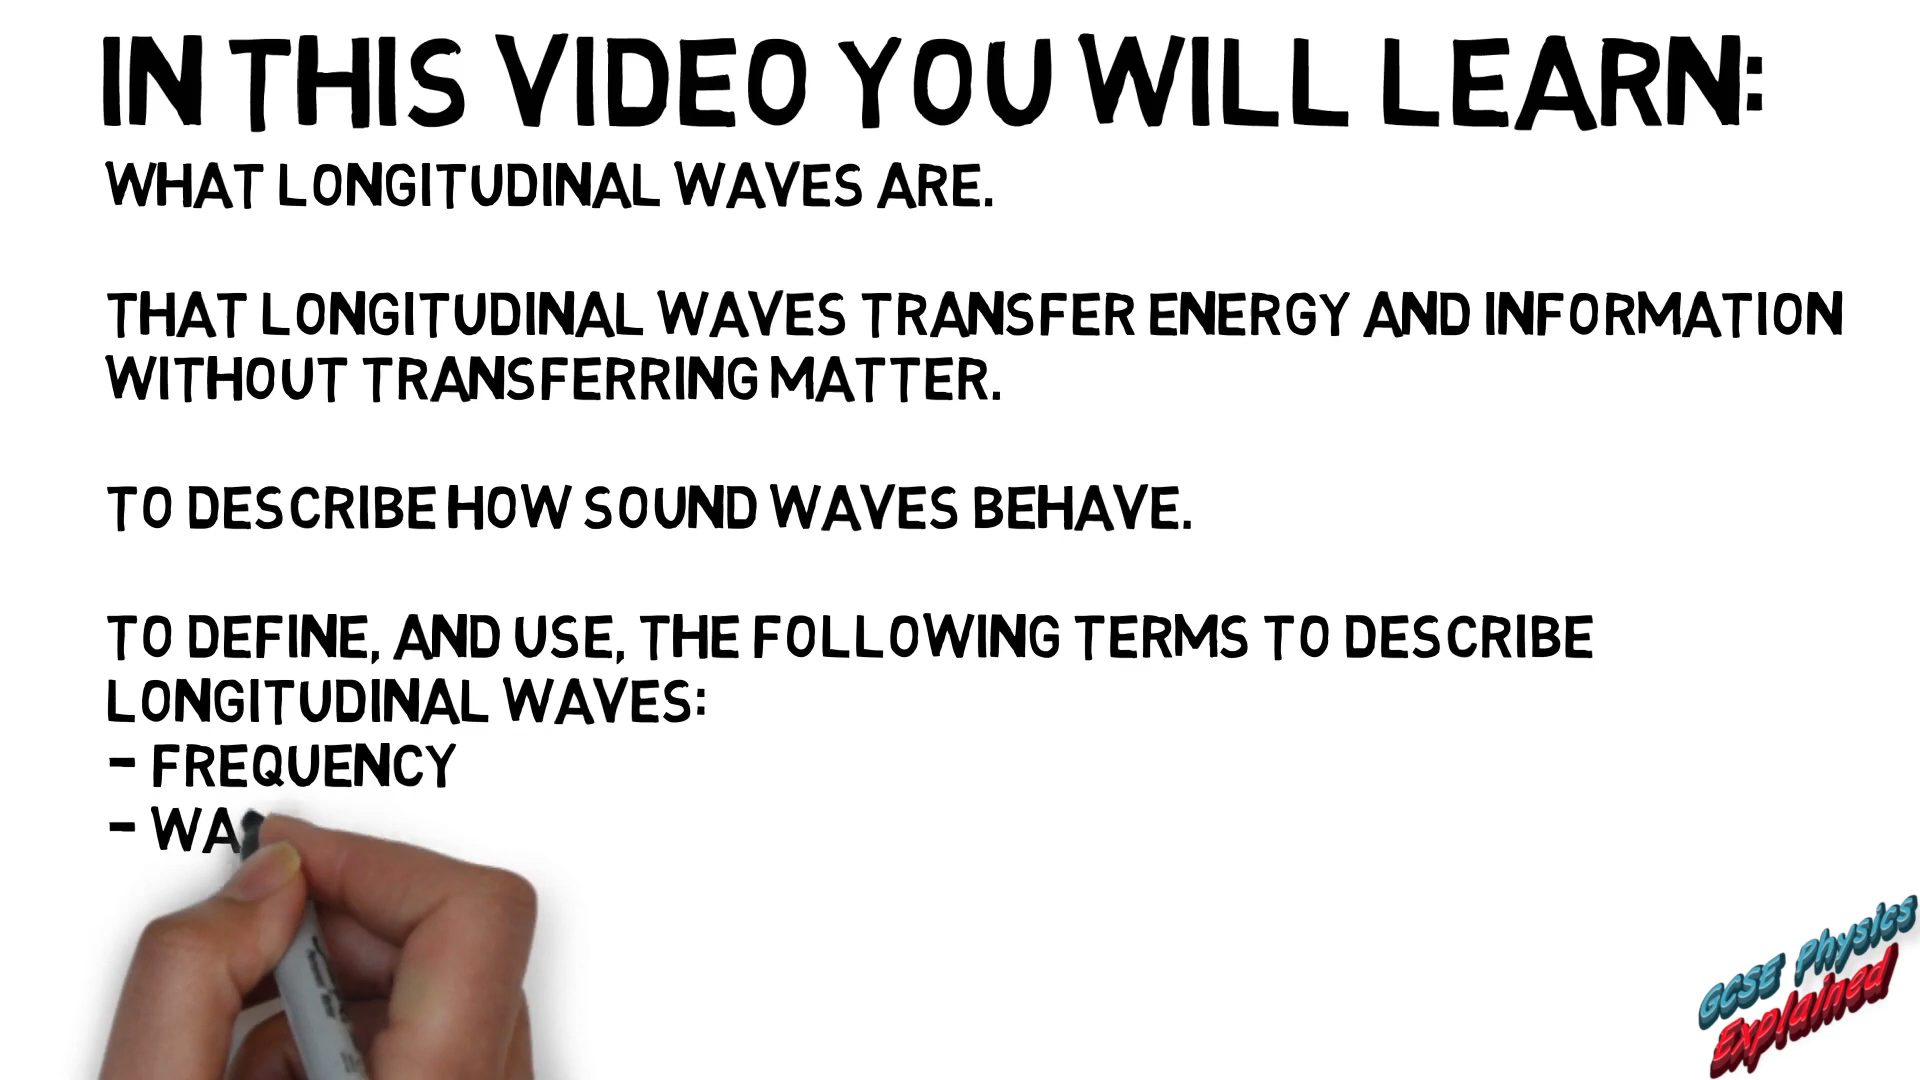 IN THIS VIDEO YOU WILL LEARN:
WHAT LONGITUDINAL WAVES ARE.
THAT LONGITUDINAL WAVES TRANSFER ENERGY AND INFORMATION
WITHOUT TRANSFERRING MATTER.
TO DESCRIBE HOW SOUND WAVES BEHAVE.
TO DEFINE, AND USE, THE FOLLOWING TERMS TO DESCRIBE
LONGITUDINAL WAVES:
- FREQUENCY
- WA
GCSE Physics
Explained